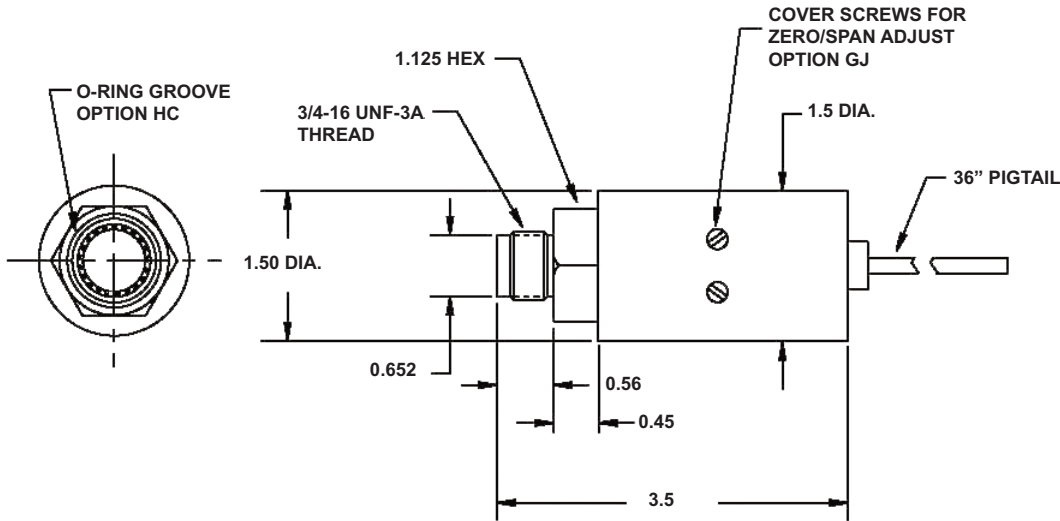 COVER SCREWS FOR
ZERO/SPAN ADJUST
OPTION GJ
1.125 HEX
O-RING GROOVE
OPTION HC
3/4-16 UNF-3A
THREAD
1.5 DIA.
36” PIGTAIL
1.50 DIA.
0.652
0.56
0.45
3.5